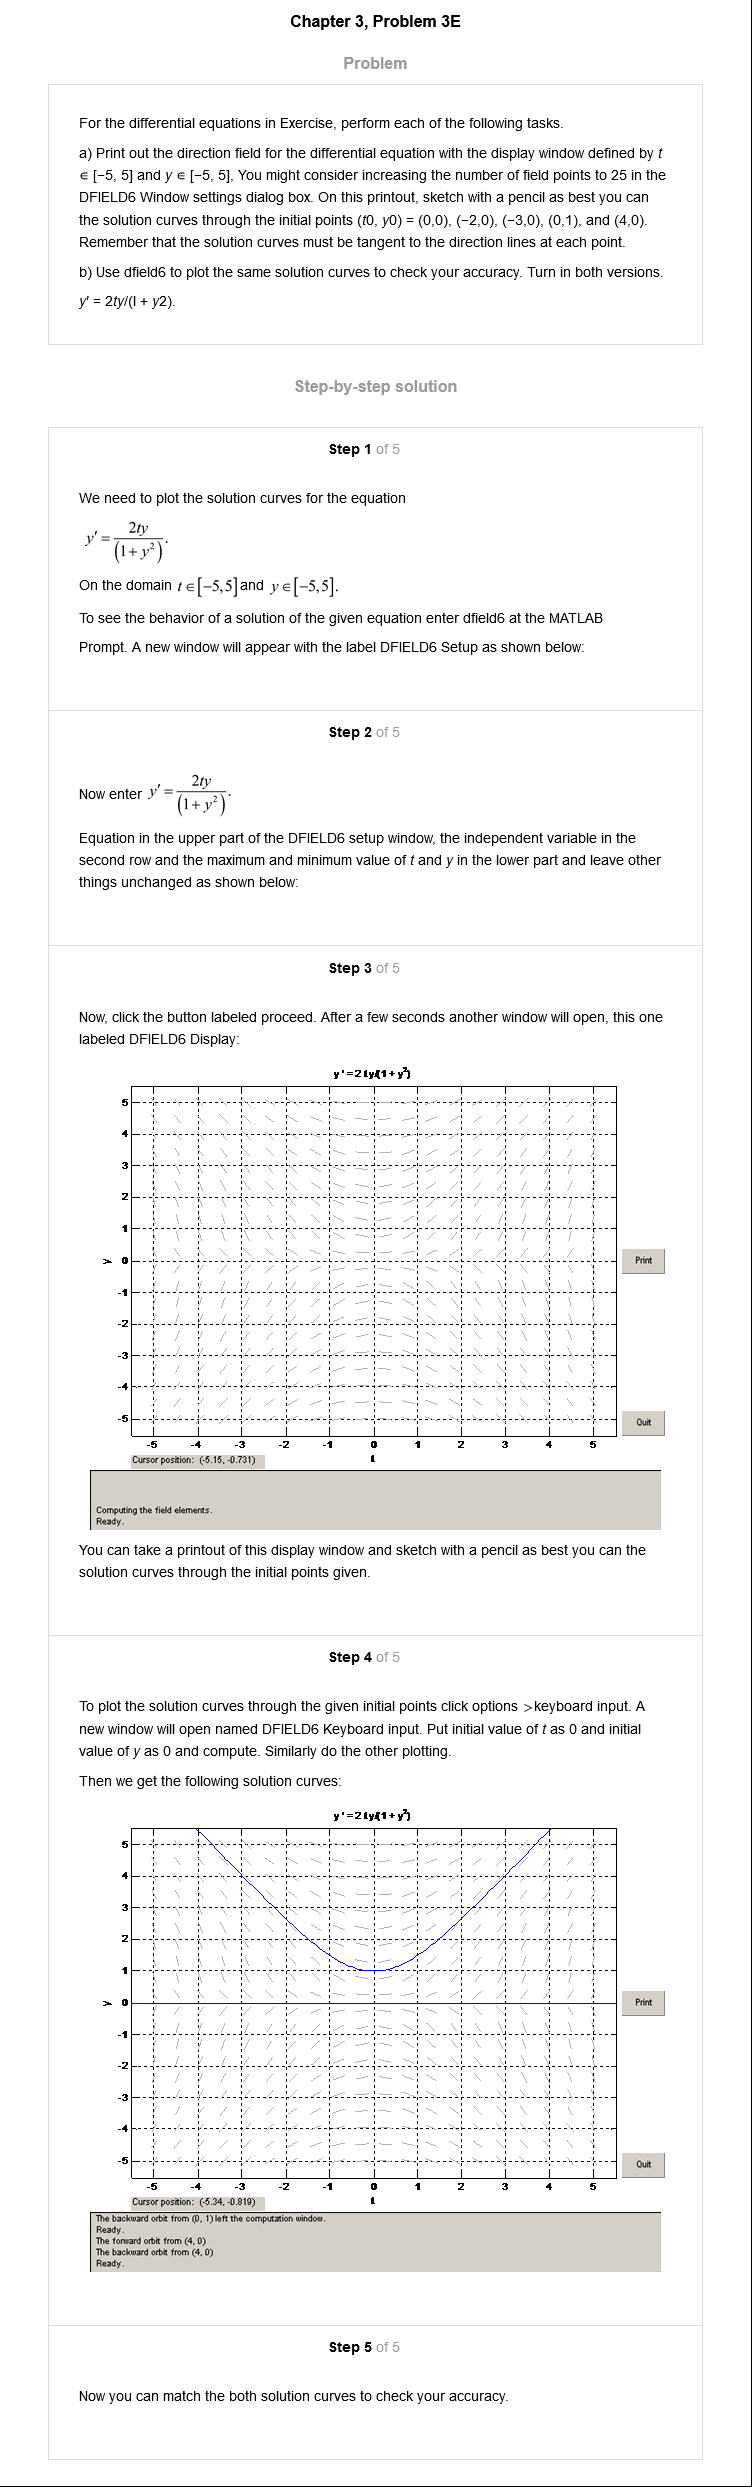 Chapter 3, Problem 3E
Problem
For the differential equations in Exercise, perform each of the following tasks.
a) Print out the direction field for the differential equation with the display window defined by t
∈ [−5, 5] and y ∈ [−5, 5], You might consider increasing the number of field points to 25 in the
DFIELD6 Window settings dialog box. On this printout, sketch with a pencil as best you can
the solution curves through the initial points (t0, y0) = (0,0), (−2,0), (−3,0), (0,1), and (4,0).
Remember that the solution curves must be tangent to the direction lines at each point.
b) Use dfield6 to plot the same solution curves to check your accuracy. Turn in both versions.
y′ = 2ty/(l + y2).
Step-by-step solution
Step 1 of 5
We need to plot the solution curves for the equation
y′ = 2ty/(1+y²).
On the domain t∈[−5,5] and y∈[−5,5].
To see the behavior of a solution of the given equation enter dfield6 at the MATLAB
Prompt. A new window will appear with the label DFIELD6 Setup as shown below:
Step 2 of 5
Now enter y′ = 2ty/(1+y²).
Equation in the upper part of the DFIELD6 setup window, the independent variable in the
second row and the maximum and minimum value of t and y in the lower part and leave other
things unchanged as shown below:
Step 3 of 5
Now, click the button labeled proceed. After a few seconds another window will open, this one
labeled DFIELD6 Display:
y ' = 2 t y/(1 + y²)
5
4
3
2
1
y 0
-1
-2
-3
-4
-5
Print
Quit
-5 -4 -3 -2 -1 0 1 2 3 4 5
t
Cursor position: (-5.15, -0.731)
Computing the field elements.
Ready.
You can take a printout of this display window and sketch with a pencil as best you can the
solution curves through the initial points given.
Step 4 of 5
To plot the solution curves through the given initial points click options >keyboard input. A
new window will open named DFIELD6 Keyboard input. Put initial value of t as 0 and initial
value of y as 0 and compute. Similarly do the other plotting.
Then we get the following solution curves:
y ' = 2 t y/(1 + y²)
5
4
3
2
1
y 0
-1
-2
-3
-4
-5
Print
Quit
-5 -4 -3 -2 -1 0 1 2 3 4 5
t
Cursor position: (-5.34, -0.819)
The backward orbit from (0, 1) left the computation window.
Ready.
The forward orbit from (4, 0)
The backward orbit from (4, 0)
Ready.
Step 5 of 5
Now you can match the both solution curves to check your accuracy.